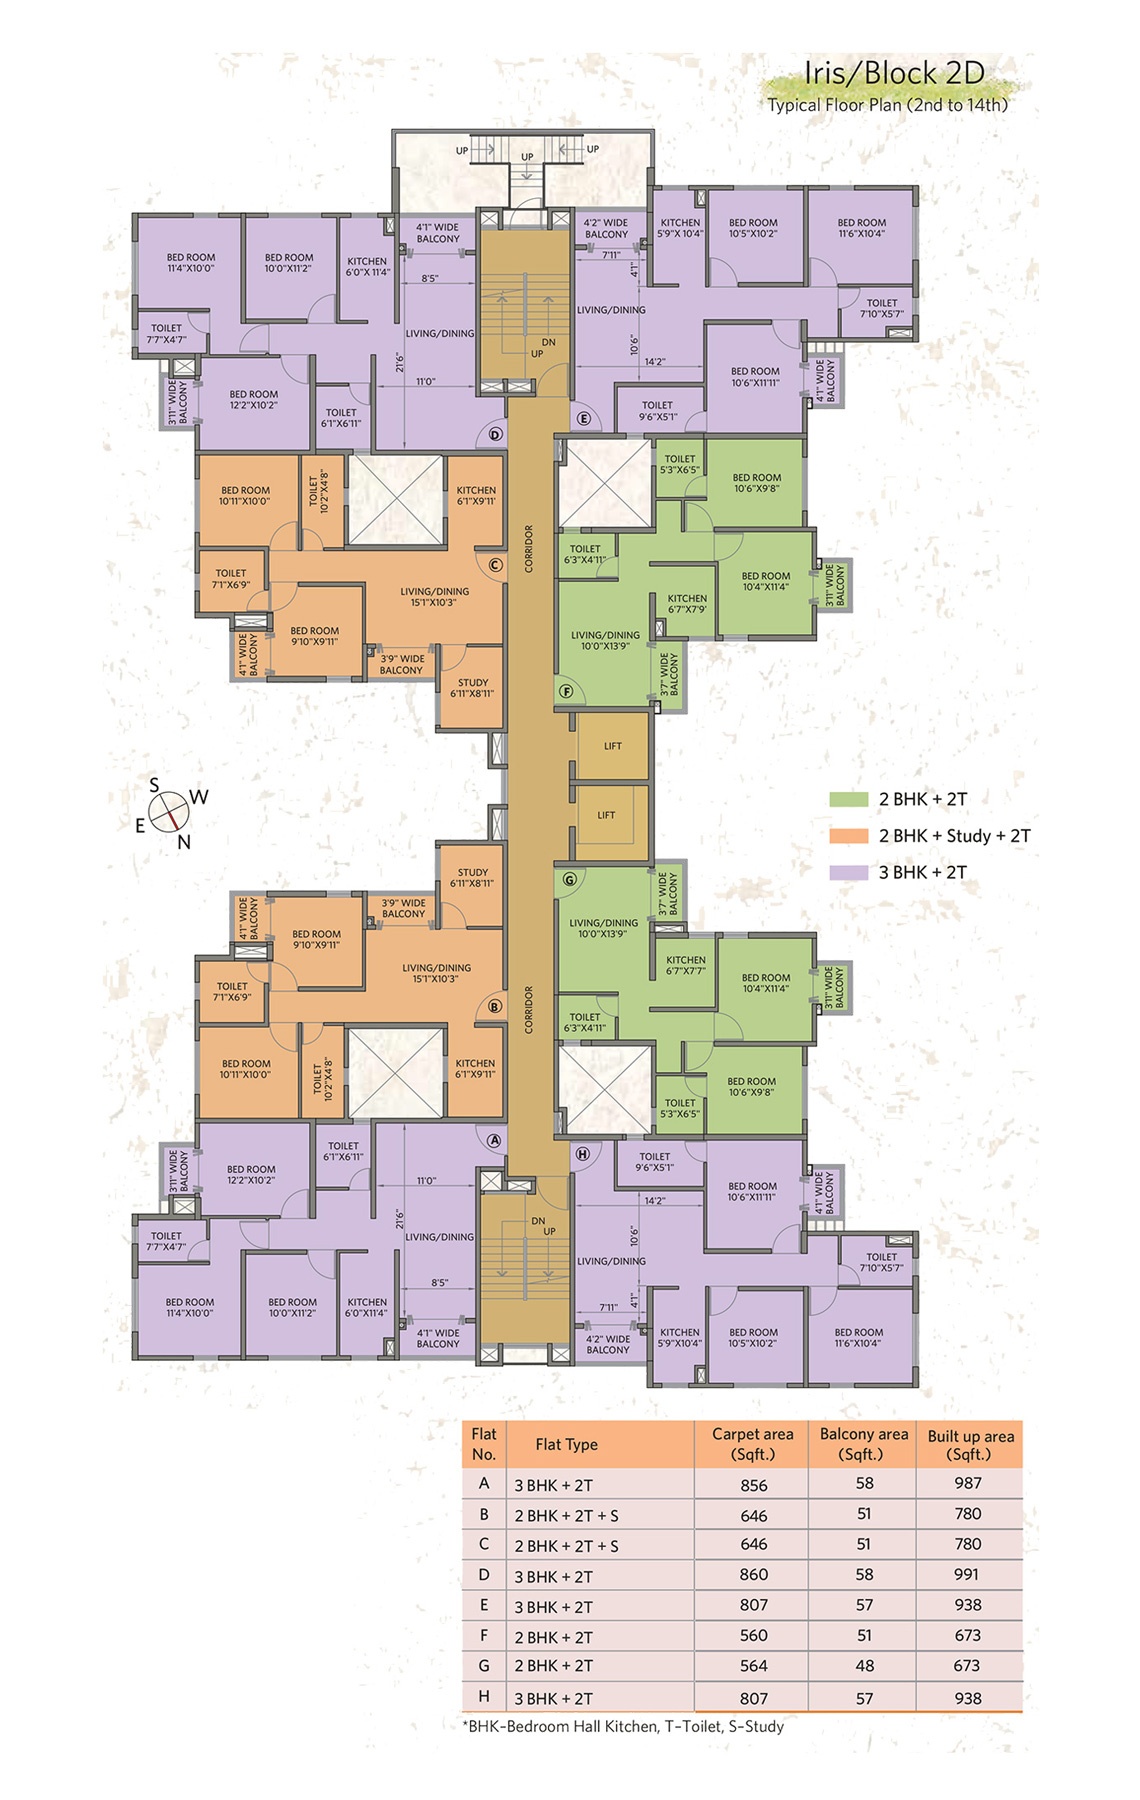 Iris/Block 2D
Typical Floor Plan (2nd to 14th)
UP
UP
UP
4'1" WIDE
BALCONY
4'2" WIDE
BALCONY
KITCHEN
5'9"X 10'4"
BED ROOM
10'5"X10'2"
BED ROOM
11'6"X10'4"
BED ROOM
11'4"X10'0"
BED ROOM
10'0"X11'2"
KITCHEN
6'0"X 11'4"
8'5"
7'11"
4'1"
TOILET
7'7"X4'7"
LIVING/DINING
21'6"
11'0"
DN
UP
LIVING/DINING
10'6"
14'2"
TOILET
7'10"X5'7"
3'11" WIDE
BALCONY
BED ROOM
12'2"X10'2"
TOILET
6'1"X6'11"
D
E
TOILET
9'6"X5'1"
BED ROOM
10'6"X11'11"
4'1" WIDE
BALCONY
BED ROOM
10'11"X10'0"
TOILET
10'2"X4'8"
KITCHEN
6'1"X9'11"
TOILET
5'3"X6'5"
BED ROOM
10'6"X9'8"
CORRIDOR
TOILET
7'1"X6'9"
C
LIVING/DINING
15'1"X10'3"
TOILET
6'3"X4'11"
KITCHEN
6'7"X7'9'
BED ROOM
10'4"X11'4"
3'11" WIDE
BALCONY
4'1" WIDE
BALCONY
BED ROOM
9'10"X9'11"
3'9" WIDE
BALCONY
STUDY
6'11"X8'11"
LIVING/DINING
10'0"X13'9"
3'7" WIDE
BALCONY
F
LIFT
LIFT
S
W
E
N
2 BHK + 2T
2 BHK + Study + 2T
3 BHK + 2T
STUDY
6'11"X8'11"
G
3'7" WIDE
BALCONY
4'1" WIDE
BALCONY
BED ROOM
9'10"X9'11"
3'9" WIDE
BALCONY
LIVING/DINING
10'0"X13'9"
TOILET
7'1"X6'9"
LIVING/DINING
15'1"X10'3"
B
KITCHEN
6'7"X7'7"
BED ROOM
10'4"X11'4"
3'11" WIDE
BALCONY
CORRIDOR
TOILET
6'3"X4'11"
BED ROOM
10'11"X10'0"
TOILET
10'2"X4'8"
KITCHEN
6'1"X9'11"
TOILET
5'3"X6'5"
BED ROOM
10'6"X9'8"
3'11" WIDE
BALCONY
BED ROOM
12'2"X10'2"
TOILET
6'1"X6'11"
A
H
TOILET
9'6"X5'1"
BED ROOM
10'6"X11'11"
4'1" WIDE
BALCONY
11'0"
14'2"
TOILET
7'7"X4'7"
21'6"
LIVING/DINING
DN
UP
10'6"
LIVING/DINING
TOILET
7'10"X5'7"
BED ROOM
11'4"X10'0"
BED ROOM
10'0"X11'2"
KITCHEN
6'0"X11'4"
8'5"
7'11"
4'1"
4'1" WIDE
BALCONY
4'2" WIDE
BALCONY
KITCHEN
5'9"X10'4"
BED ROOM
10'5"X10'2"
BED ROOM
11'6"X10'4"
Flat No. Flat Type Carpet area (Sqft.) Balcony area (Sqft.) Built up area (Sqft.)
A 3 BHK + 2T 856 58 987
B 2 BHK + 2T + S 646 51 780
C 2 BHK + 2T + S 646 51 780
D 3 BHK + 2T 860 58 991
E 3 BHK + 2T 807 57 938
F 2 BHK + 2T 560 51 673
G 2 BHK + 2T 564 48 673
H 3 BHK + 2T 807 57 938
*BHK-Bedroom Hall Kitchen, T-Toilet, S-Study